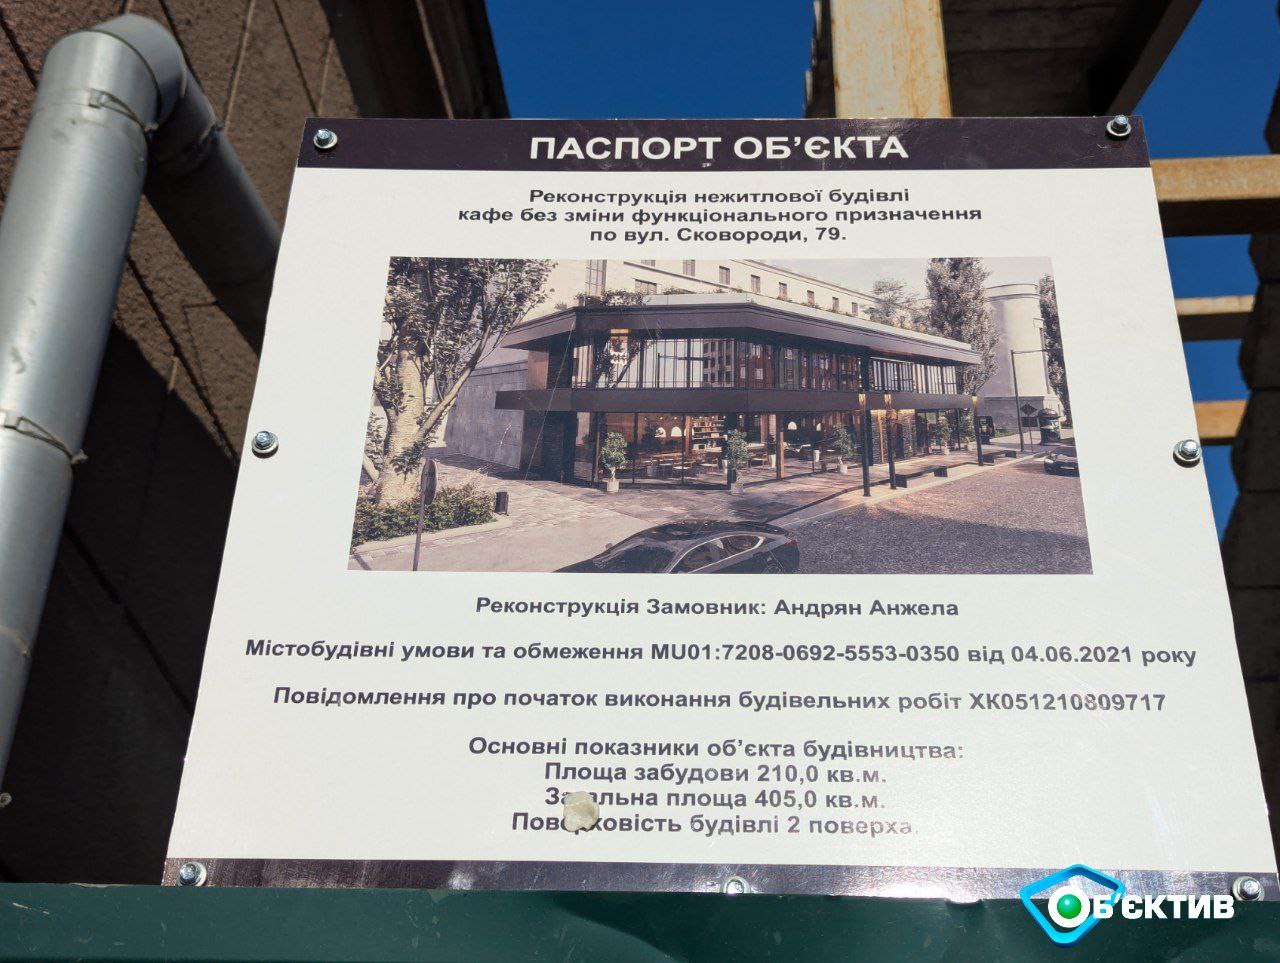 ПАСПОРТ ОБ'ЄКТА
Реконструкція нежитлової будівлі
кафе без зміни функціонального призначення
по вул. Сковороди, 79.
Реконструкція Замовник: Андрян Анжела
Містобудівні умови та обмеження MU01:7208-0692-5553-0350 від 04.06.2021 року
Повідомлення про початок виконання будівельних робіт ХК051210809717
Основні показники об'єкта будівництва:
Площа забудови 210,0 кв.м.
Загальна площа 405,0 кв.м.
Поверховість будівлі 2 поверха.
ОБ'ЄКТИВ